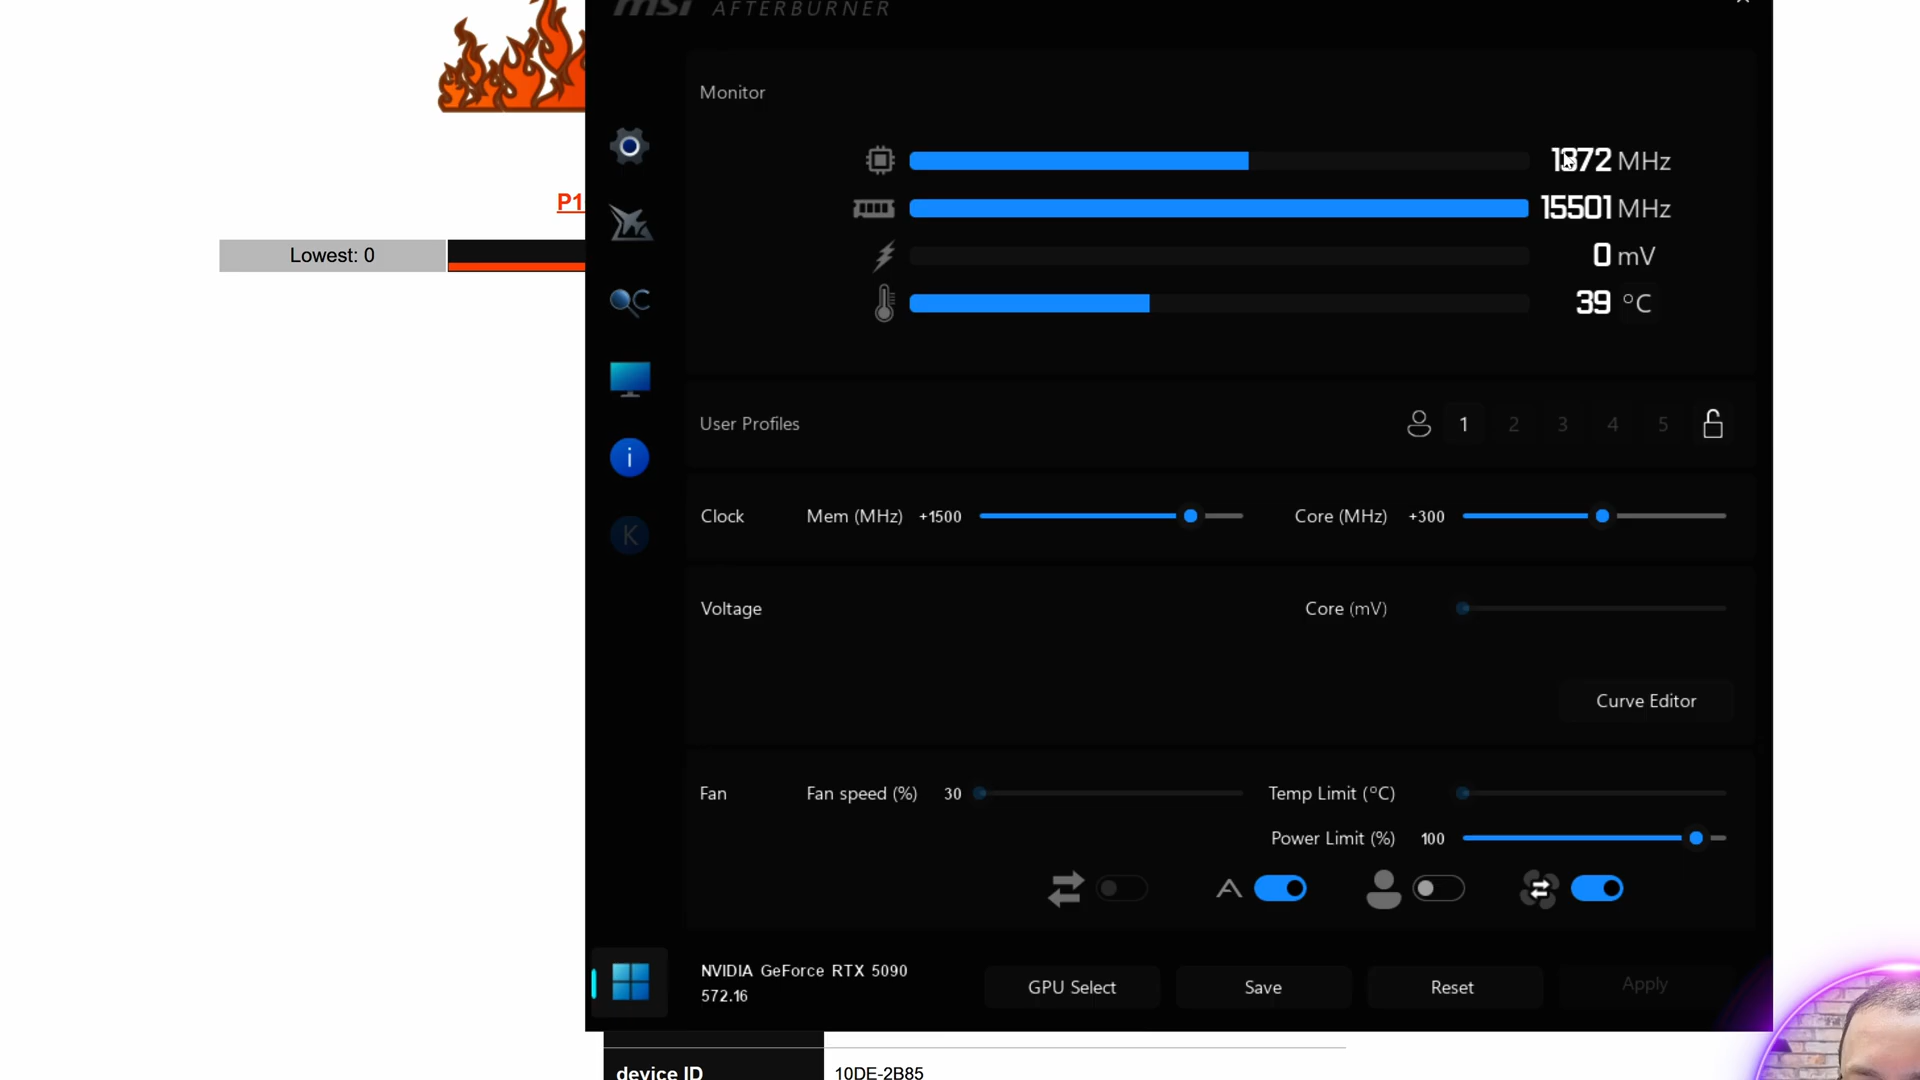 msi AFTERBURNER
Monitor
1372 MHz
15501 MHz
0 mV
39 °C
P1
Lowest: 0
User Profiles 1 2 3 4 5
Clock Mem (MHz) +1500 Core (MHz) +300
K
Voltage Core (mV)
Curve Editor
Fan Fan speed (%) 30 Temp Limit (°C)
Power Limit (%) 100
NVIDIA GeForce RTX 5090
572.16
GPU Select Save Reset Apply
device ID 10DE-2B85